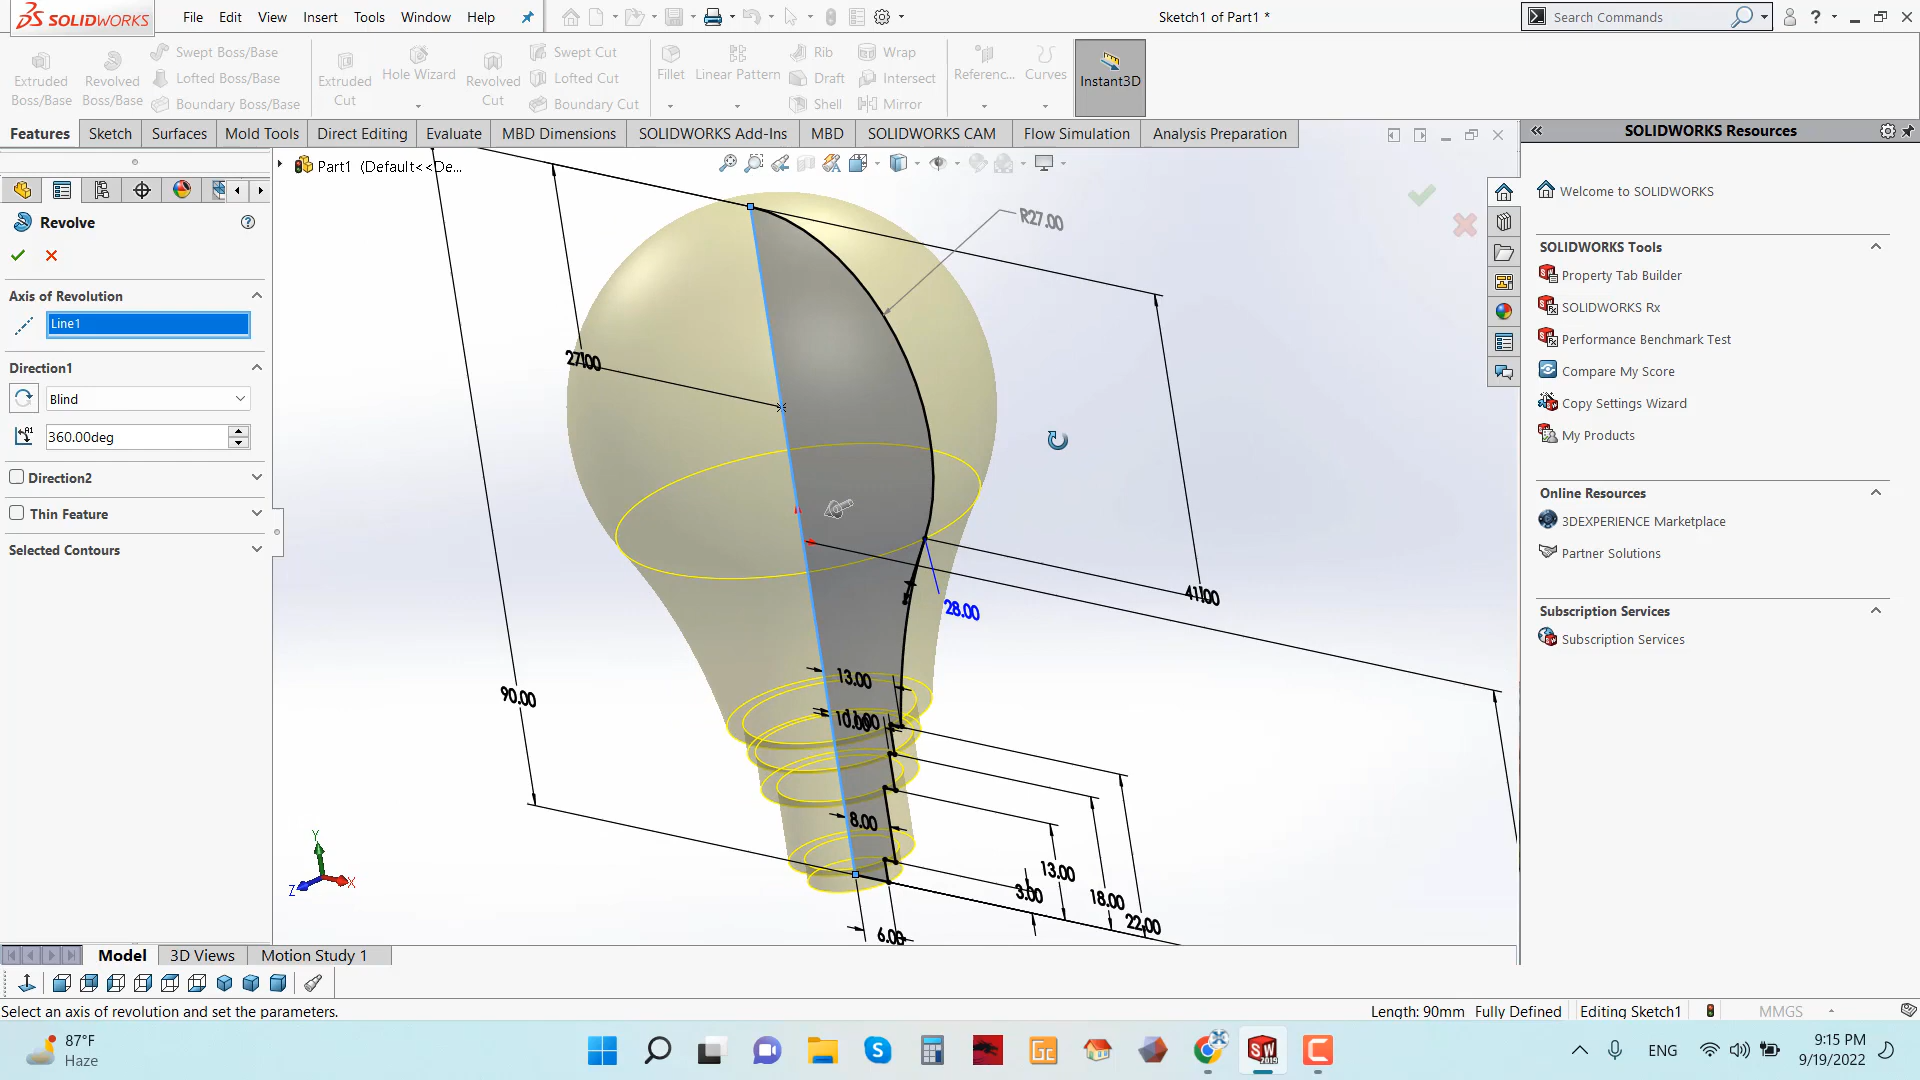 SOLIDWORKS
File Edit View Insert Tools Window Help
Sketch1 of Part1 *
Search Commands
Extruded Boss/Base
Revolved Boss/Base
Swept Boss/Base
Lofted Boss/Base
Boundary Boss/Base
Extruded Cut
Hole Wizard
Revolved Cut
Swept Cut
Lofted Cut
Boundary Cut
Fillet
Linear Pattern
Rib
Draft
Shell
Wrap
Intersect
Mirror
Referenc...
Curves
Instant3D
Features Sketch Surfaces Mold Tools Direct Editing Evaluate MBD Dimensions SOLIDWORKS Add-Ins MBD SOLIDWORKS CAM Flow Simulation Analysis Preparation
Part1 (Default<<De...
Revolve
Axis of Revolution
Line1
Direction1
Blind
360.00deg
Direction2
Thin Feature
Selected Contours
R27.00
90.00
28.00
13.00
8.00
13.00
3.00
18.00
22.00
6.00
Y
Z
X
SOLIDWORKS Resources
Welcome to SOLIDWORKS
SOLIDWORKS Tools
Property Tab Builder
SOLIDWORKS Rx
Performance Benchmark Test
Compare My Score
Copy Settings Wizard
My Products
Online Resources
3DEXPERIENCE Marketplace
Partner Solutions
Subscription Services
Subscription Services
Model 3D Views Motion Study 1
Select an axis of revolution and set the parameters.
Length: 90mm Fully Defined Editing Sketch1 MMGS
87°F
Haze
ENG
9:15 PM
9/19/2022